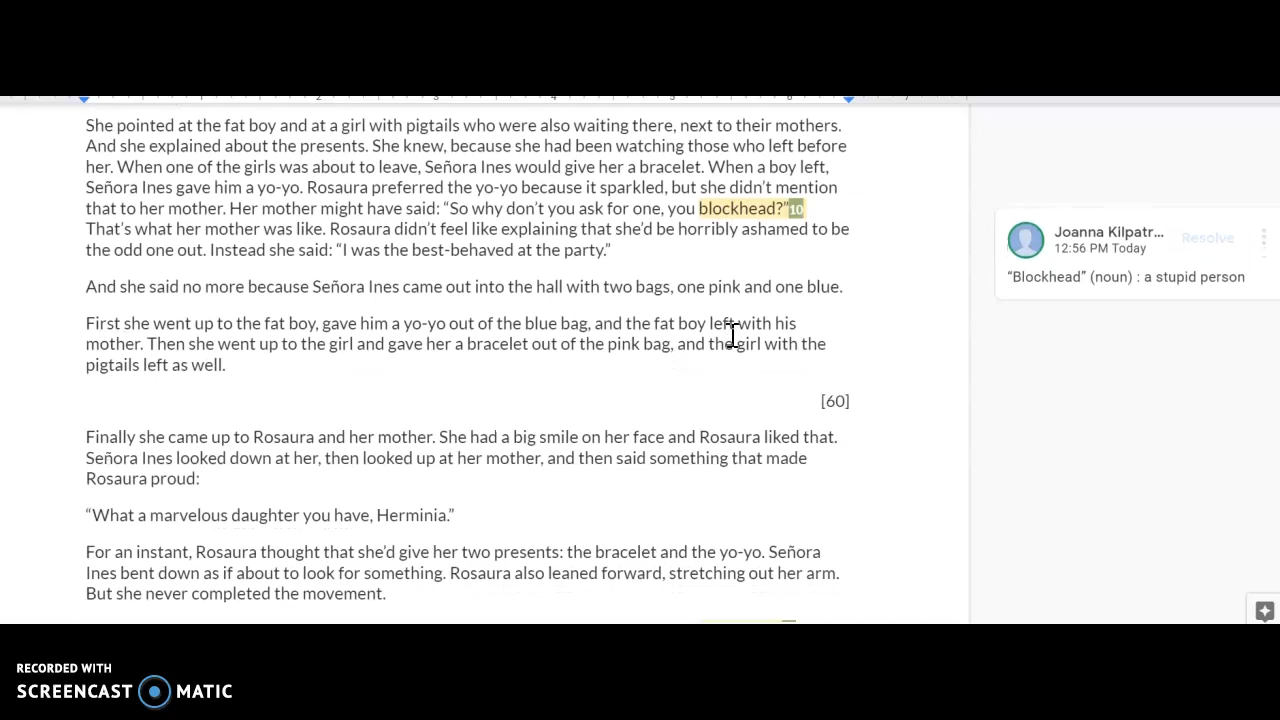 She pointed at the fat boy and at a girl with pigtails who were also waiting there, next to their mothers.
And she explained about the presents. She knew, because she had been watching those who left before
her. When one of the girls was about to leave, Señora Ines would give her a bracelet. When a boy left,
Señora Ines gave him a yo-yo. Rosaura preferred the yo-yo because it sparkled, but she didn’t mention
that to her mother. Her mother might have said: “So why don’t you ask for one, you blockhead?”10
That’s what her mother was like. Rosaura didn’t feel like explaining that she’d be horribly ashamed to be
the odd one out. Instead she said: “I was the best-behaved at the party.”
And she said no more because Señora Ines came out into the hall with two bags, one pink and one blue.
First she went up to the fat boy, gave him a yo-yo out of the blue bag, and the fat boy left with his
mother. Then she went up to the girl and gave her a bracelet out of the pink bag, and the girl with the
pigtails left as well.
[60]
Finally she came up to Rosaura and her mother. She had a big smile on her face and Rosaura liked that.
Señora Ines looked down at her, then looked up at her mother, and then said something that made
Rosaura proud:
“What a marvelous daughter you have, Herminia.”
For an instant, Rosaura thought that she’d give her two presents: the bracelet and the yo-yo. Señora
Ines bent down as if about to look for something. Rosaura also leaned forward, stretching out her arm.
But she never completed the movement.
Joanna Kilpatr...
Resolve
12:56 PM Today
“Blockhead” (noun) : a stupid person
RECORDED WITH
SCREENCAST MATIC